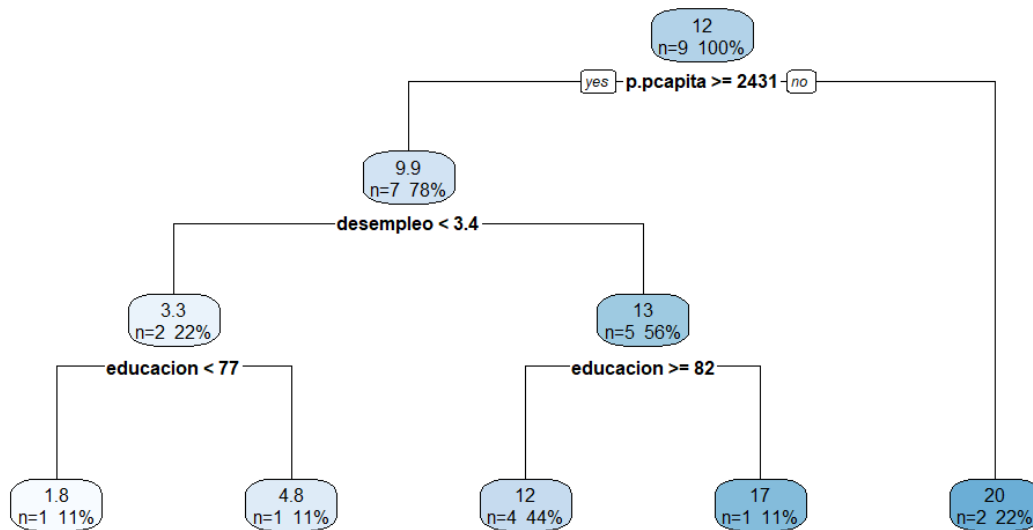 12
n=9 100%
yes p.pcapita >= 2431 no
9.9
n=7 78%
desempleo < 3.4
3.3
n=2 22%
13
n=5 56%
educacion < 77
educacion >= 82
1.8
n=1 11%
4.8
n=1 11%
12
n=4 44%
17
n=1 11%
20
n=2 22%